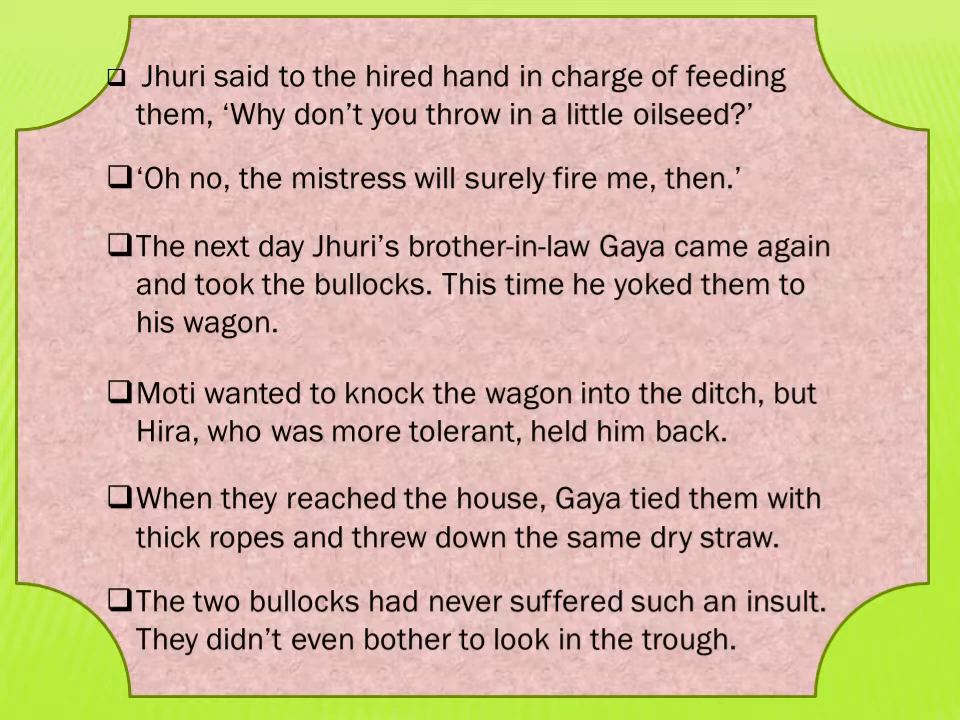 ❑ Jhuri said to the hired hand in charge of feeding
them, ‘Why don’t you throw in a little oilseed?’
❑‘Oh no, the mistress will surely fire me, then.’
❑The next day Jhuri’s brother-in-law Gaya came again
and took the bullocks. This time he yoked them to
his wagon.
❑Moti wanted to knock the wagon into the ditch, but
Hira, who was more tolerant, held him back.
❑When they reached the house, Gaya tied them with
thick ropes and threw down the same dry straw.
❑The two bullocks had never suffered such an insult.
They didn’t even bother to look in the trough.